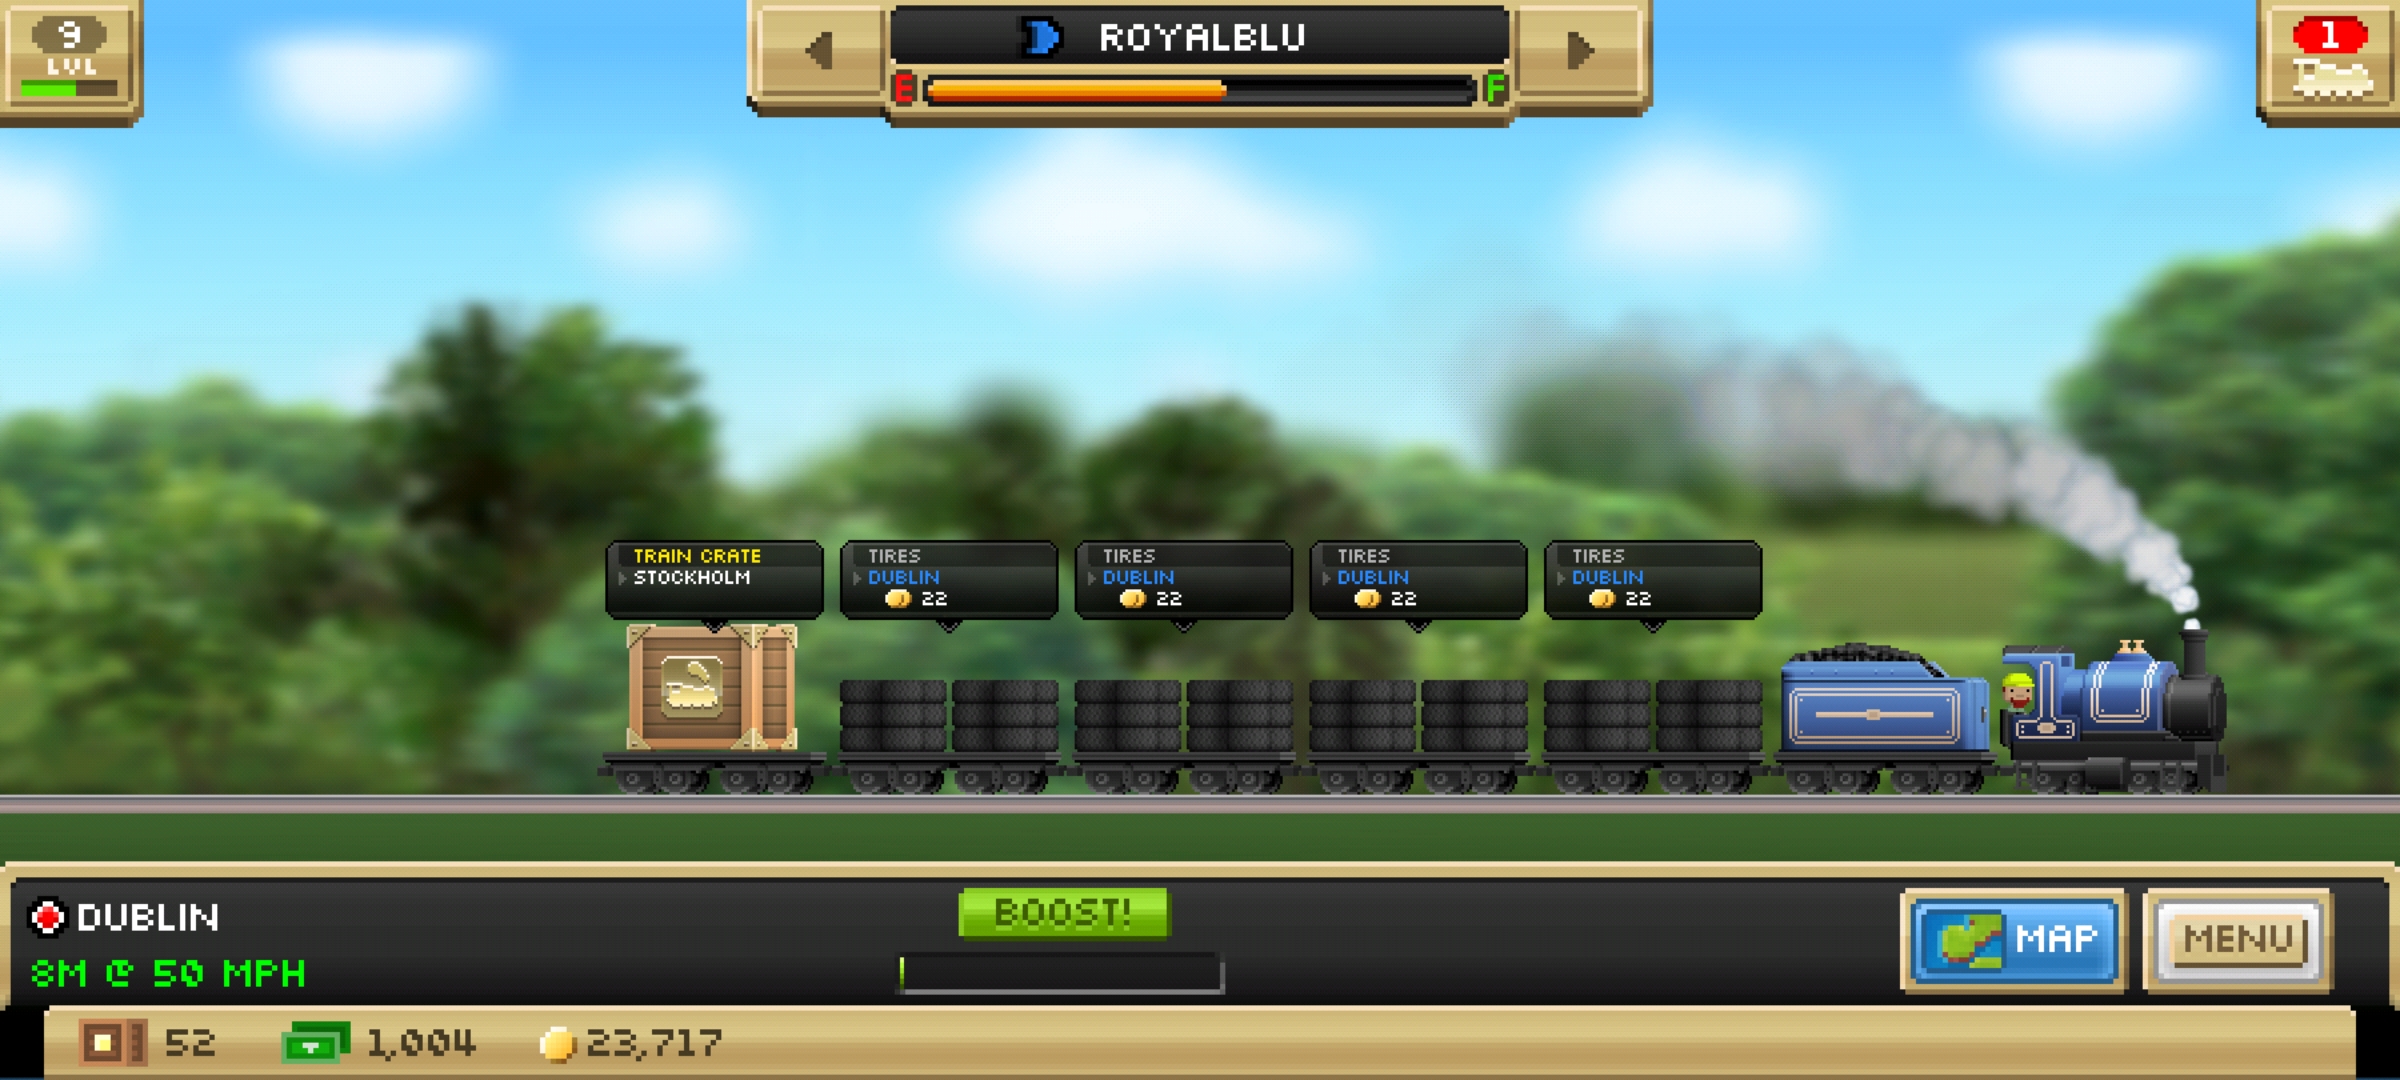 9
LVL
ROYALBLU
E
F
1
TRAIN CRATE
STOCKHOLM
TIRES
DUBLIN
22
TIRES
DUBLIN
22
TIRES
DUBLIN
22
TIRES
DUBLIN
22
DUBLIN
8M @ 50 MPH
BOOST!
MAP
MENU
52
1,004
23,717